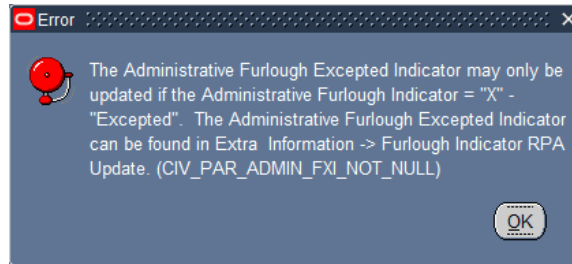 Error
The Administrative Furlough Excepted Indicator may only be
updated if the Administrative Furlough Indicator = "X" -
"Excepted".  The Administrative Furlough Excepted Indicator
can be found in Extra  Information -> Furlough Indicator RPA
Update. (CIV_PAR_ADMIN_FXI_NOT_NULL)
OK